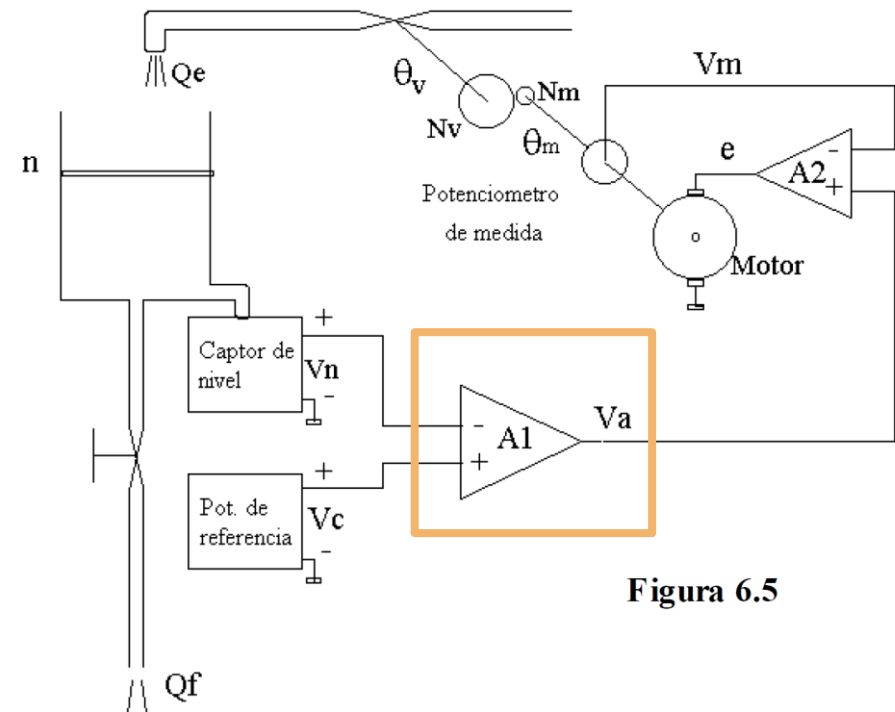 Qe
θv
Nm
Nv
θm
Vm
e
-
A2
+
n
Potenciometro
de medida
Motor
Captor de
nivel
+
Vn
-
Va
-
A1
+
Pot. de
referencia
+
Vc
-
Figura 6.5
Qf